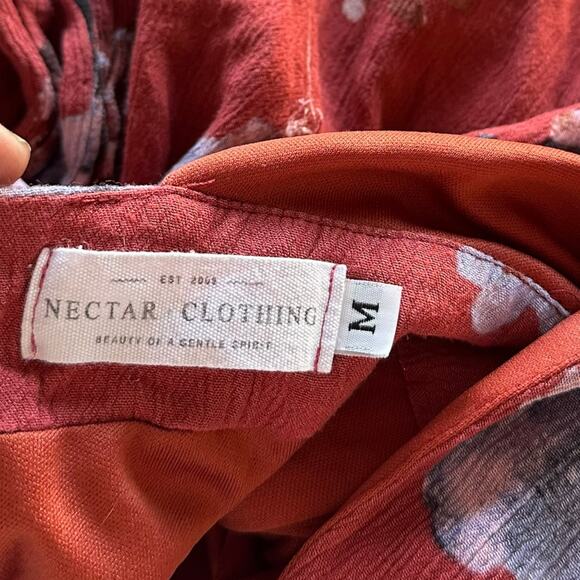 EST 2009
NECTAR CLOTHING
BEAUTY OF A GENTLE SPIRIT
M